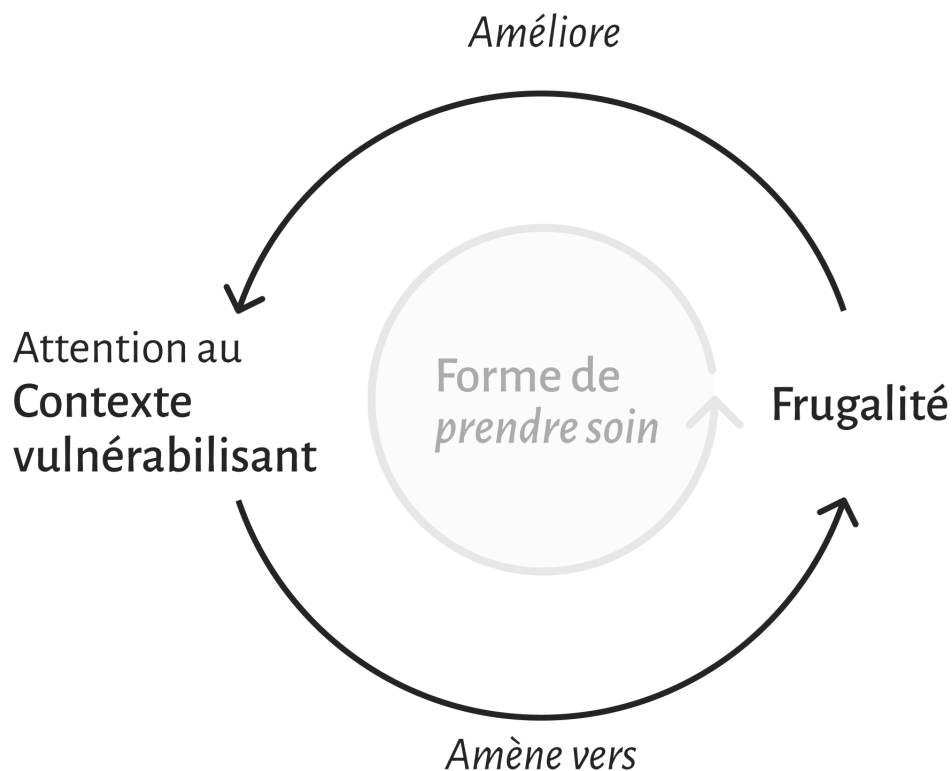 Améliore
Attention au
Contexte
vulnérabilisant
Forme de
prendre soin
Frugalité
Amène vers